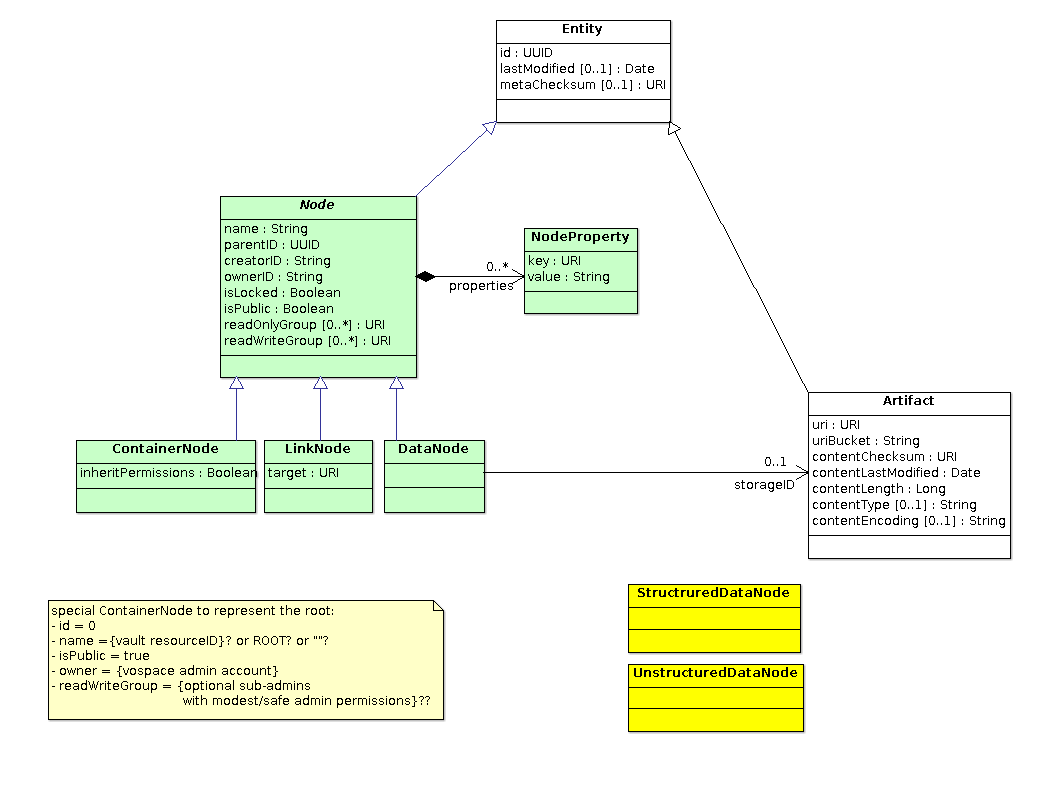 Entity
id : UUID
lastModified [0..1] : Date
metaChecksum [0..1] : URI
Node
name : String
parentID : UUID
creatorID : String
ownerID : String
isLocked : Boolean
isPublic : Boolean
readOnlyGroup [0..*] : URI
readWriteGroup [0..*] : URI
NodeProperty
key : URI
value : String
0..*
properties
ContainerNode
inheritPermissions : Boolean
LinkNode
target : URI
DataNode
0..1
storageID
Artifact
uri : URI
uriBucket : String
contentChecksum : URI
contentLastModified : Date
contentLength : Long
contentType [0..1] : String
contentEncoding [0..1] : String
special ContainerNode to represent the root:
- id = 0
- name ={vault resourceID}? or ROOT? or ""?
- isPublic = true
- owner = {vospace admin account}
- readWriteGroup = {optional sub-admins
with modest/safe admin permissions}??
StructruredDataNode
UnstructuredDataNode